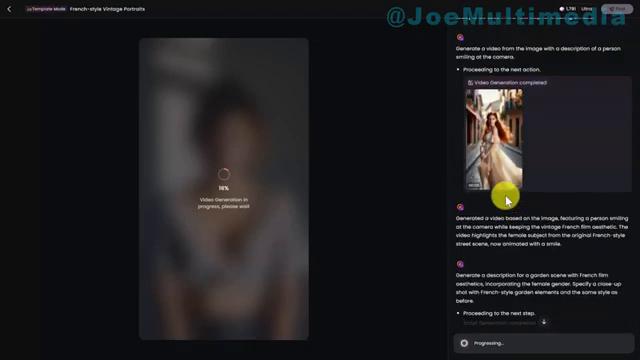 Template Mode
French-style Vintage Portraits
1,791
Ultra
@JoeMultimedia
Generate a video from the image with a description of a person
smiling at the camera.
• Proceeding to the next action.
Video Generation completed
16%
Video Generation in
progress, please wait
Generated a video based on the image, featuring a person smiling
at the camera while keeping the vintage French film aesthetic. The
video highlights the female subject from the original French-style
street scene, now animated with a smile.
Generate a description for a garden scene with French film
aesthetics, incorporating the female gender. Specify a close-up
shot with French-style garden elements and the same style as
before.
• Proceeding to the next step.
Progressing...